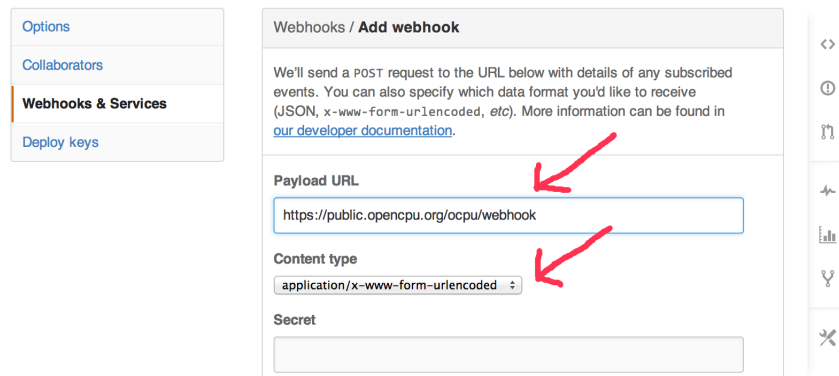 Options
Collaborators
Webhooks & Services
Deploy keys
Webhooks / Add webhook
We'll send a POST request to the URL below with details of any subscribed
events. You can also specify which data format you'd like to receive
(JSON, x-www-form-urlencoded, etc). More information can be found in
our developer documentation.
Payload URL
https://public.opencpu.org/ocpu/webhook
Content type
application/x-www-form-urlencoded
Secret